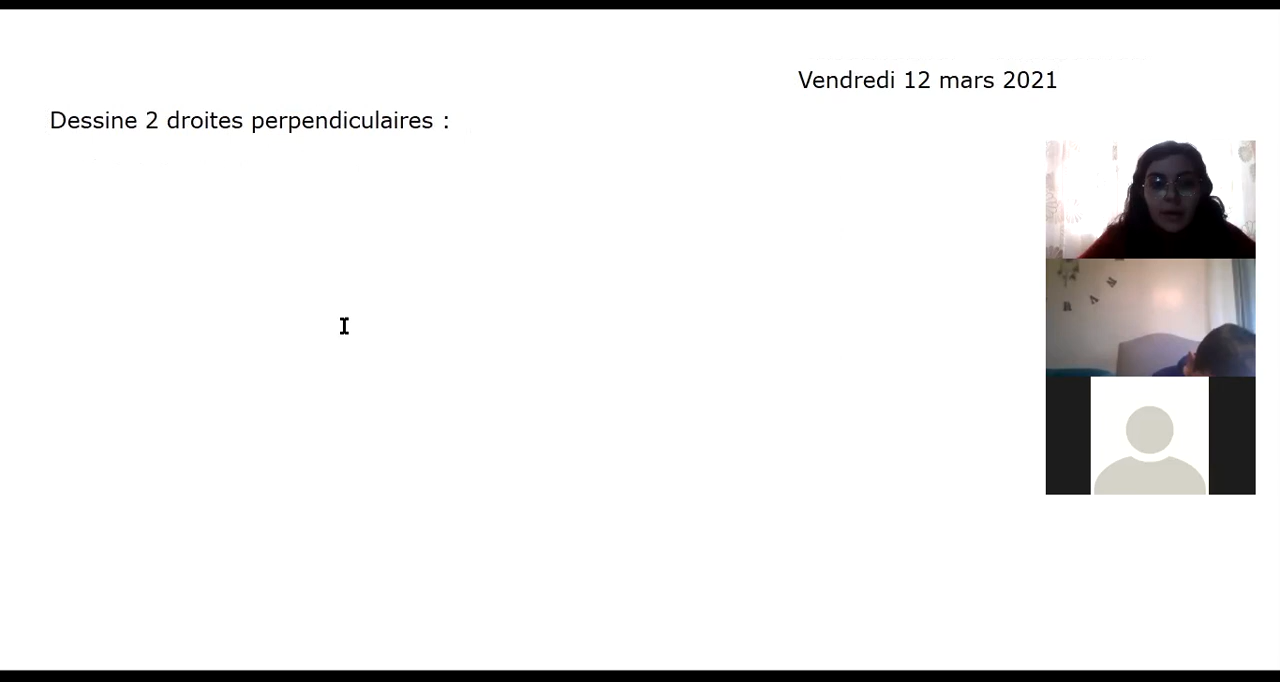 Vendredi 12 mars 2021
Dessine 2 droites perpendiculaires :